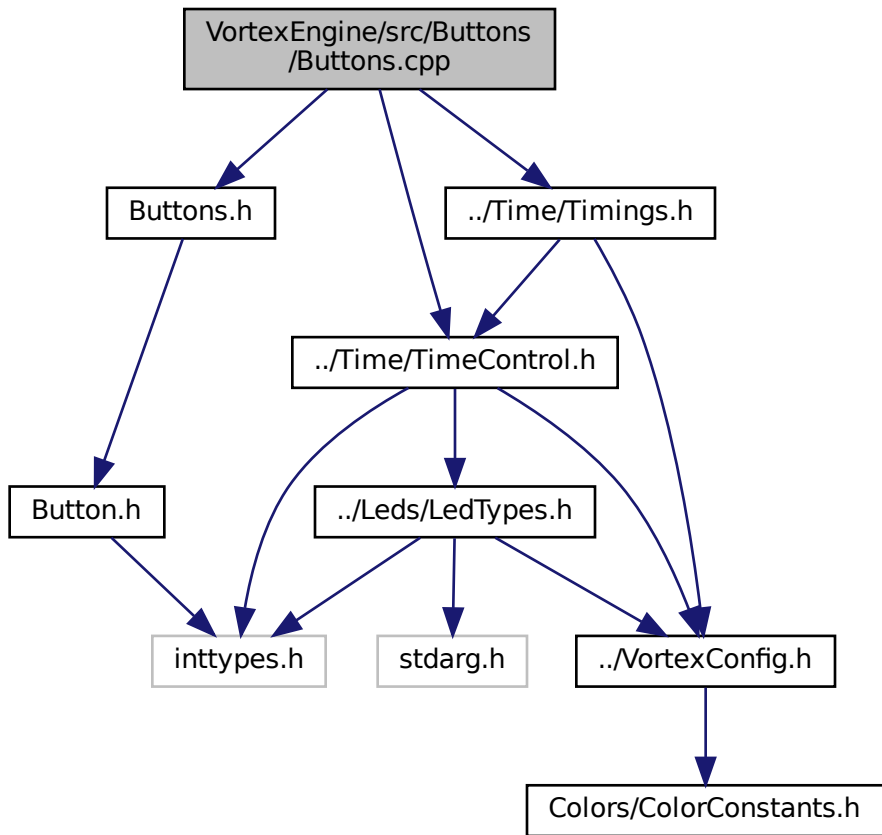 VortexEngine/src/Buttons
/Buttons.cpp
Buttons.h
../Time/Timings.h
../Time/TimeControl.h
Button.h
../Leds/LedTypes.h
inttypes.h
stdarg.h
../VortexConfig.h
Colors/ColorConstants.h